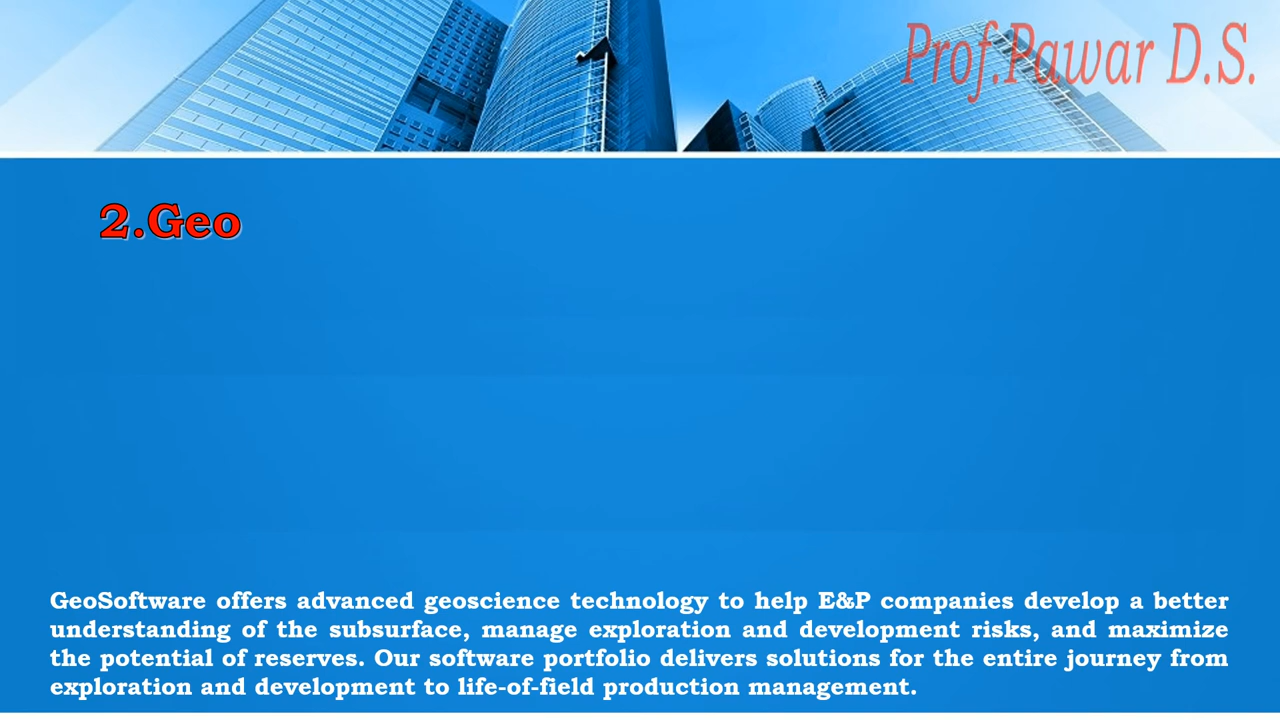 Prof.Pawar D.S.
2.Geo
GeoSoftware offers advanced geoscience technology to help E&P companies develop a better
understanding of the subsurface, manage exploration and development risks, and maximize
the potential of reserves. Our software portfolio delivers solutions for the entire journey from
exploration and development to life-of-field production management.